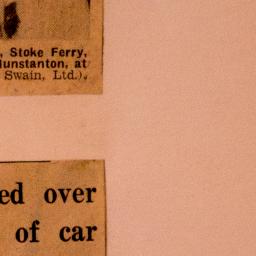 , Stoke Ferry,
Hunstanton, at
Swain, Ltd.).
ed over
of car